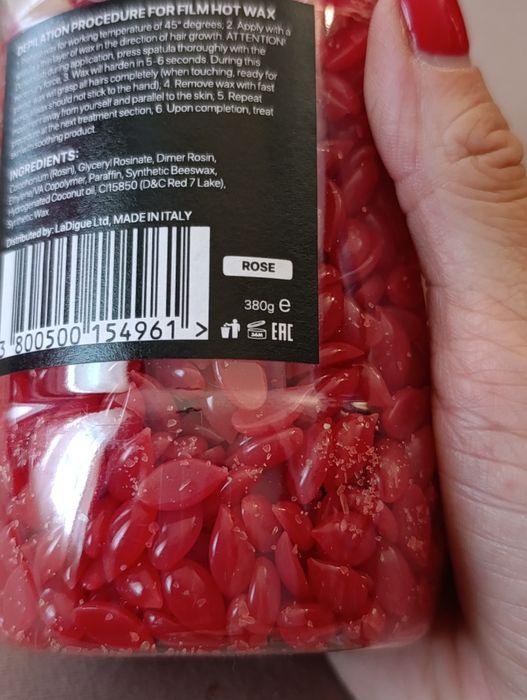 DEPILATION PROCEDURE FOR FILM HOT WAX
wax for working temperature of 45° degrees, 2. Apply with a
thin layer of wax in the direction of hair growth. ATTENTION!
during application, press spatula thoroughly with the
force, 3. Wax will harden in 5-6 seconds. During this
wax will grasp all hairs completely (when touching, ready for
wax should not stick to the hand), 4. Remove wax with fast
away from yourself and parallel to the skin, 5. Repeat
at the next treatment section, 6. Upon completion, treat
soothing product.
INGREDIENTS:
Colophonium (Rosin), Glyceryl Rosinate, Dimer Rosin,
Ethylene/VA Copolymer, Paraffin, Synthetic Beeswax,
Hydrogenated Coconut oil, CI15850 (D&C Red 7 Lake),
Synthetic Wax
Distributed by: LaDigue Ltd, MADE IN ITALY
ROSE
380g e
3 800500 154961 >
36M EAC